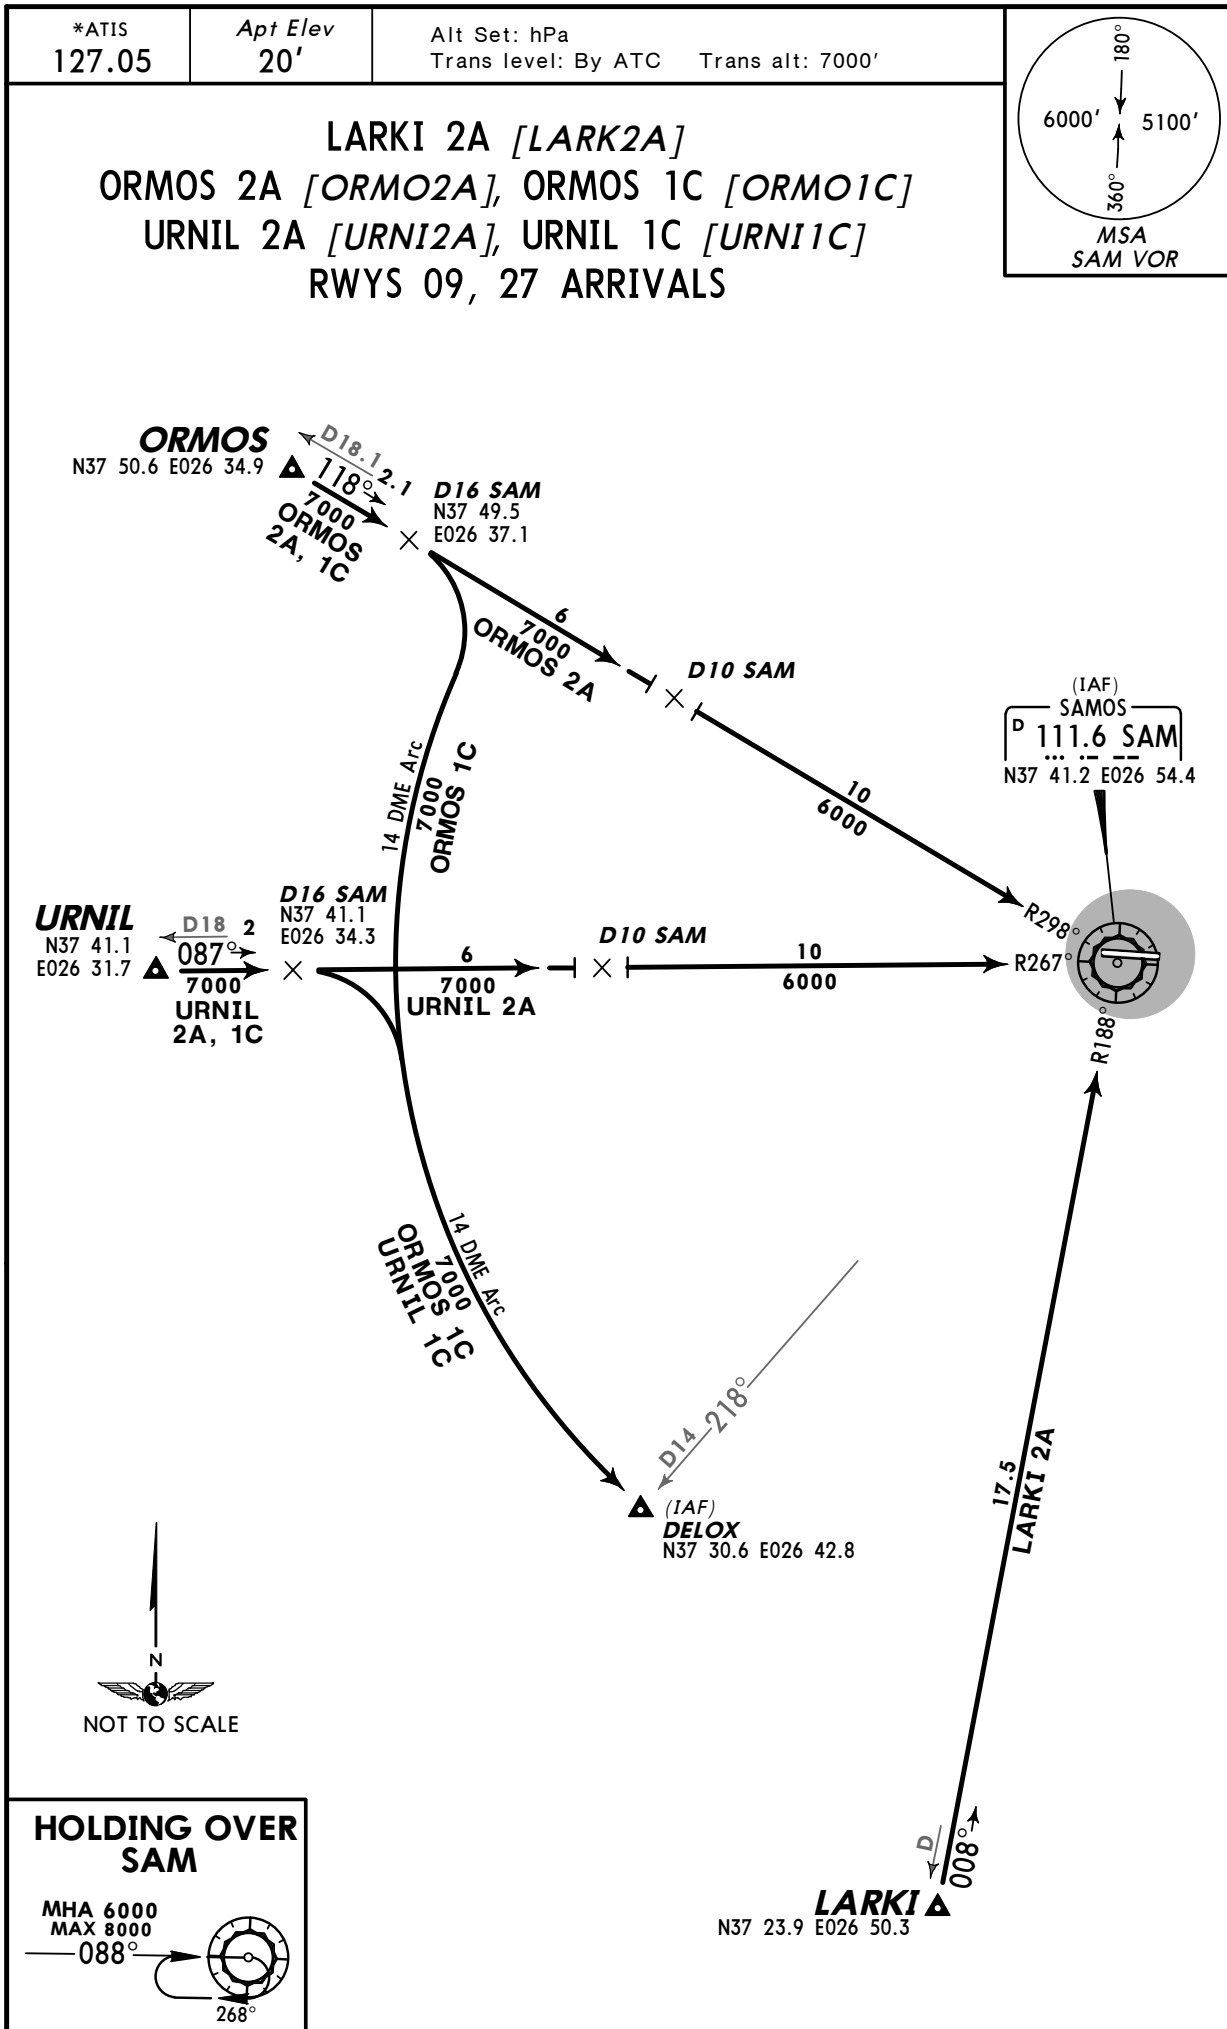 *ATIS
127.05
Apt Elev
20'
Alt Set: hPa
Trans level: By ATC Trans alt: 7000'
180°
6000' 5100'
360°
MSA
SAM VOR
LARKI 2A [LARK2A]
ORMOS 2A [ORMO2A], ORMOS 1C [ORMO1C]
URNIL 2A [URNI2A], URNIL 1C [URNI1C]
RWYS 09, 27 ARRIVALS
ORMOS
N37 50.6 E026 34.9
D18.1
118°
2.1
7000
ORMOS
2A, 1C
D16 SAM
N37 49.5
E026 37.1
6
7000
ORMOS 2A
D10 SAM
10
6000
(IAF)
SAMOS
D 111.6 SAM
N37 41.2 E026 54.4
14 DME Arc
7000
ORMOS 1C
URNIL
N37 41.1
E026 31.7
D18 2
087°
7000
URNIL
2A, 1C
D16 SAM
N37 41.1
E026 34.3
6
7000
URNIL 2A
D10 SAM
10
6000
R298°
R267°
R188°
14 DME Arc
7000
ORMOS 1C
URNIL 1C
D14 218°
(IAF)
DELOX
N37 30.6 E026 42.8
17.5
LARKI 2A
N
NOT TO SCALE
D
008°
LARKI
N37 23.9 E026 50.3
HOLDING OVER
SAM
MHA 6000
MAX 8000
088°
268°